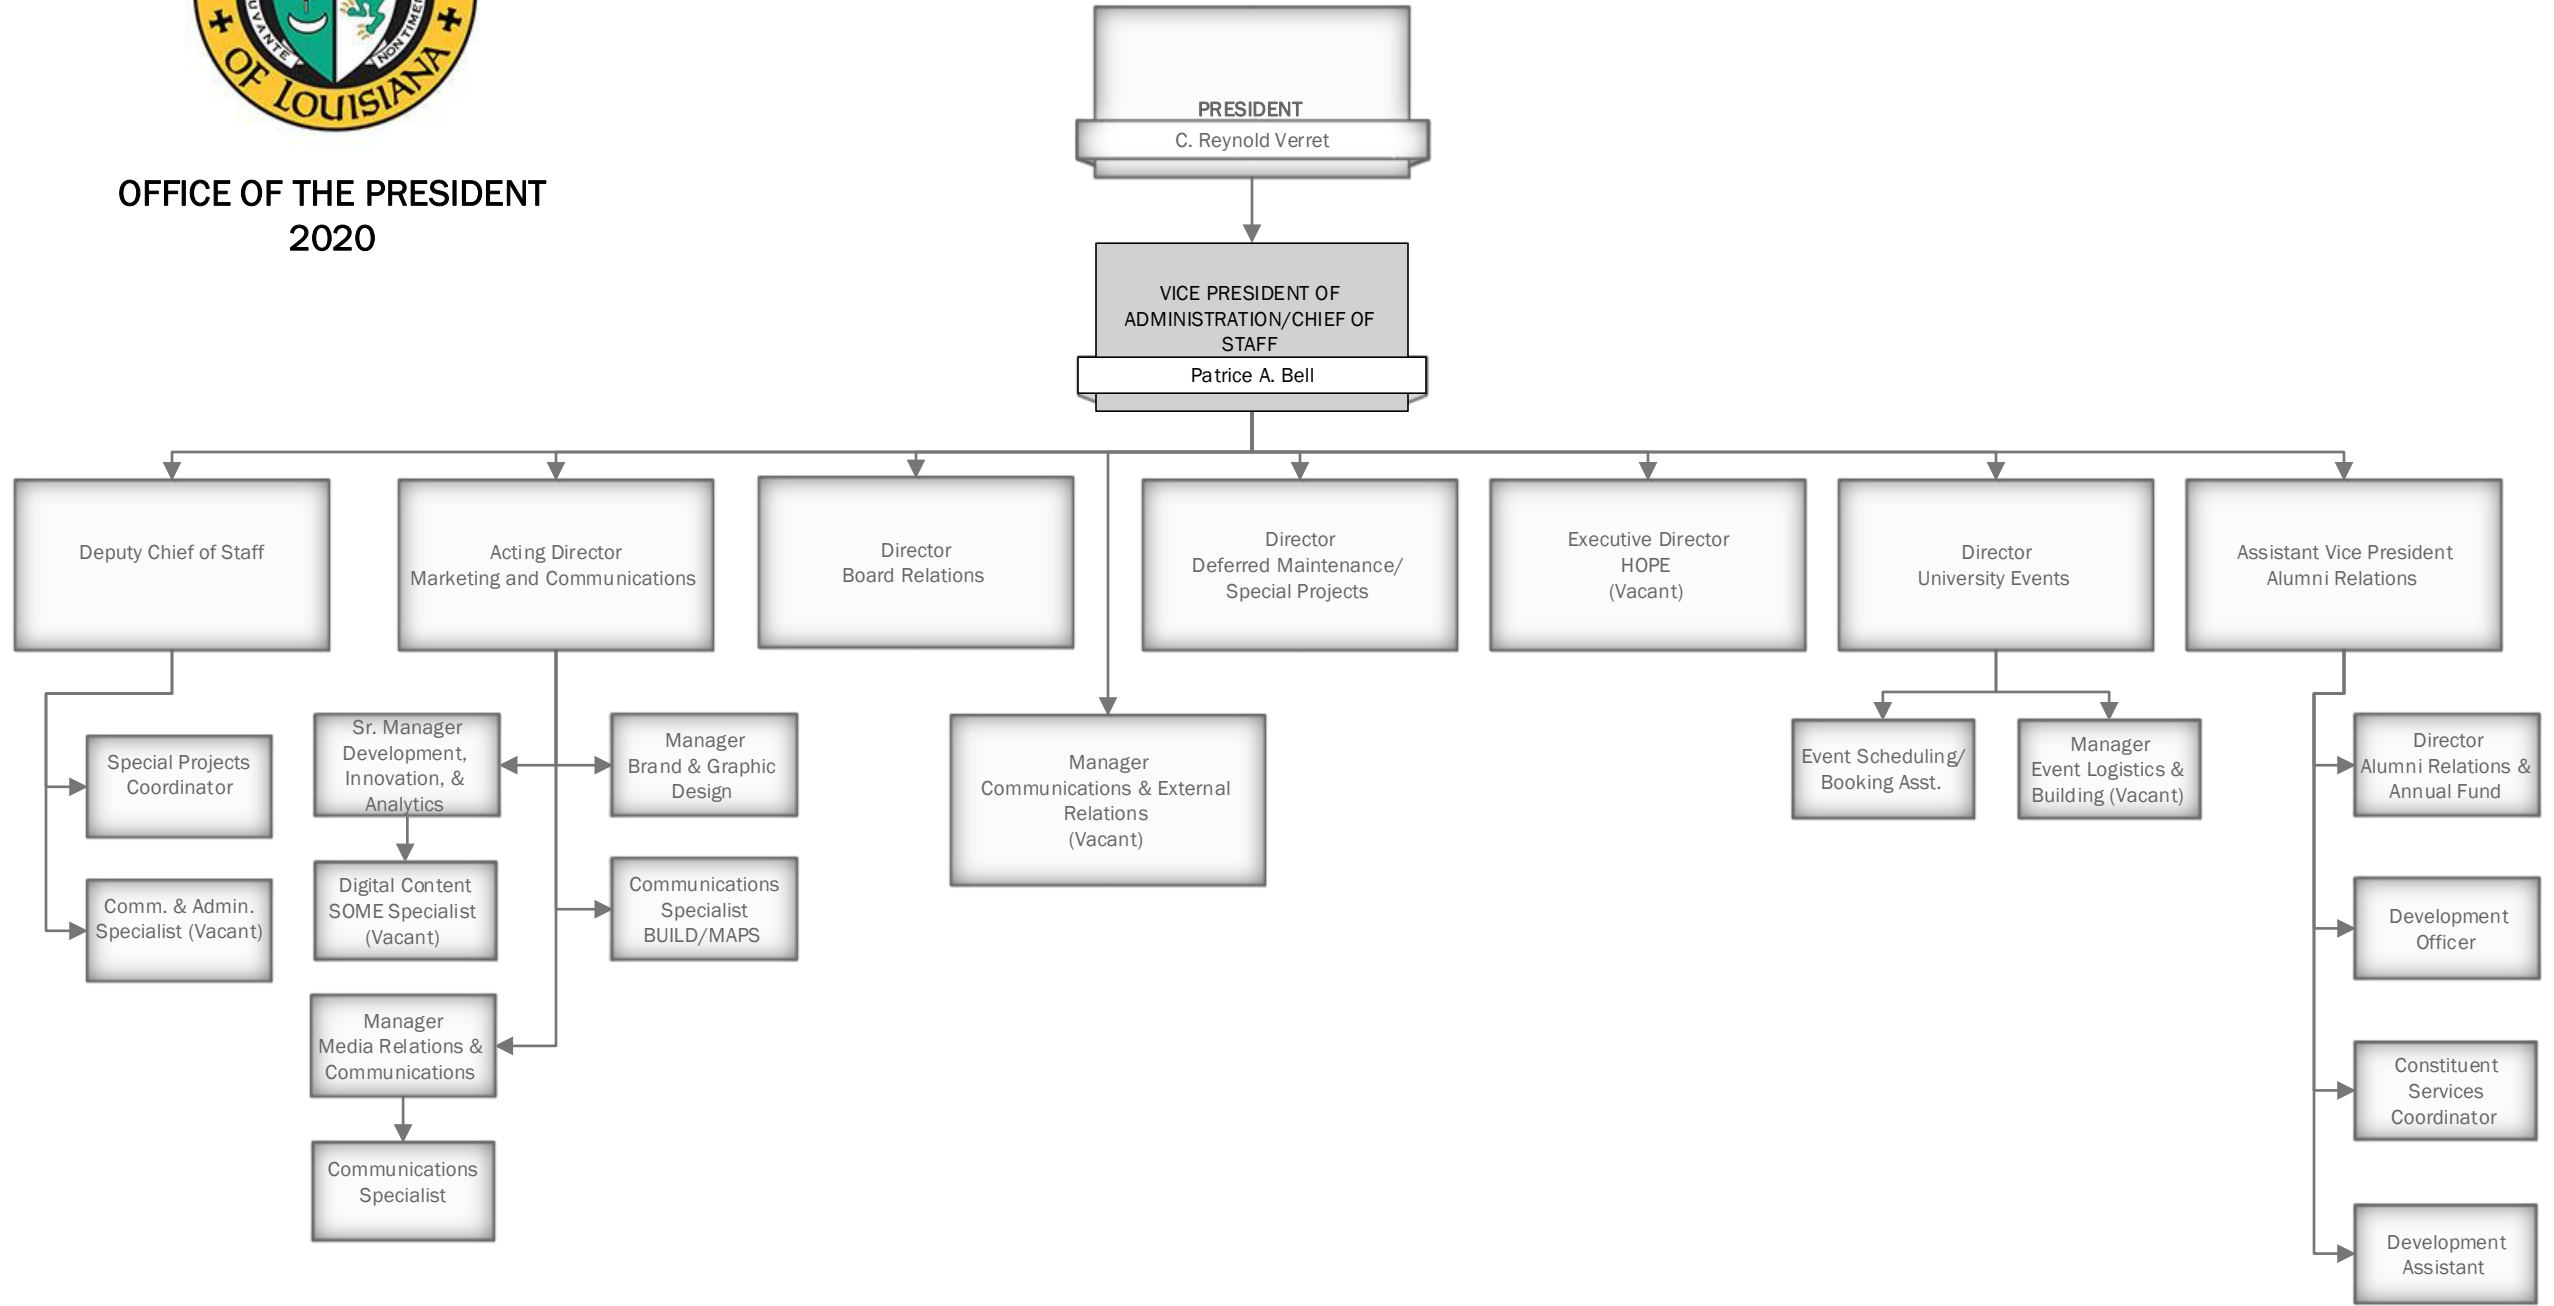 OF LOUISIANA
OFFICE OF THE PRESIDENT
2020
PRESIDENT
C. Reynold Verret
VICE PRESIDENT OF
ADMINISTRATION/CHIEF OF
STAFF
Patrice A. Bell
Deputy Chief of Staff
Acting Director
Marketing and Communications
Director
Board Relations
Director
Deferred Maintenance/
Special Projects
Executive Director
HOPE
(Vacant)
Director
University Events
Assistant Vice President
Alumni Relations
Special Projects
Coordinator
Comm. & Admin.
Specialist (Vacant)
Sr. Manager
Development,
Innovation, &
Analytics
Manager
Brand & Graphic
Design
Digital Content
SOME Specialist
(Vacant)
Communications
Specialist
BUILD/MAPS
Manager
Media Relations &
Communications
Communications
Specialist
Manager
Communications & External
Relations
(Vacant)
Event Scheduling/
Booking Asst.
Manager
Event Logistics &
Building (Vacant)
Director
Alumni Relations &
Annual Fund
Development
Officer
Constituent
Services
Coordinator
Development
Assistant